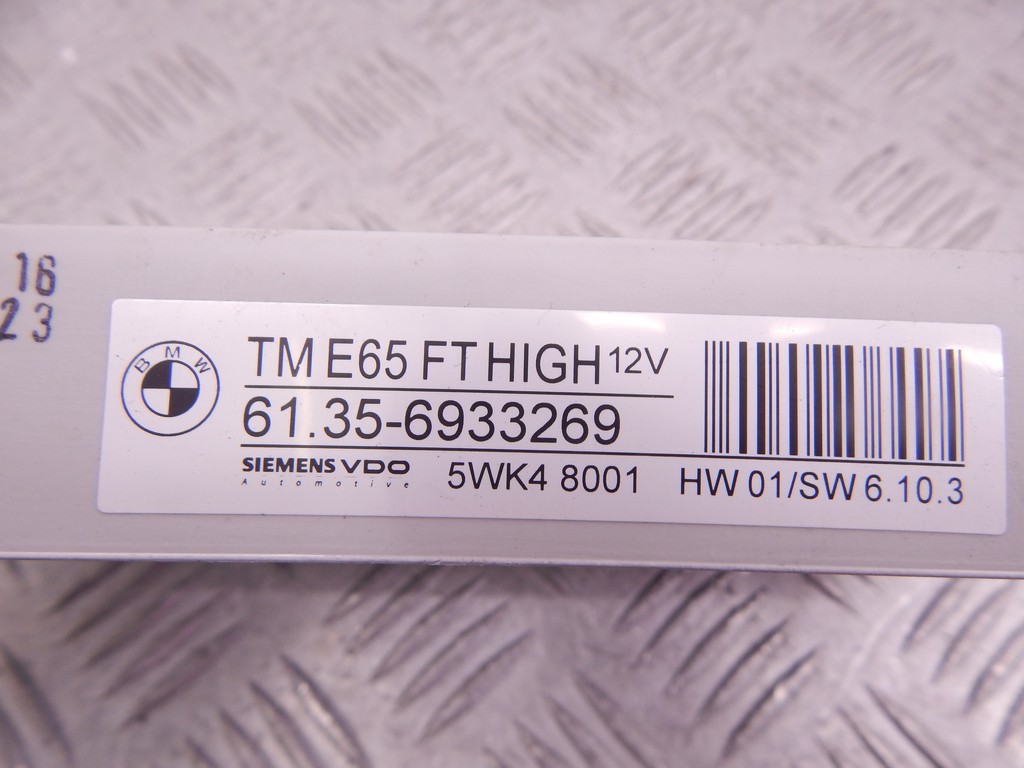 16
23
BMW
TM E65 FT HIGH 12V
61.35-6933269
SIEMENS VDO
Automotive
5WK4 8001
HW 01/SW 6.10.3